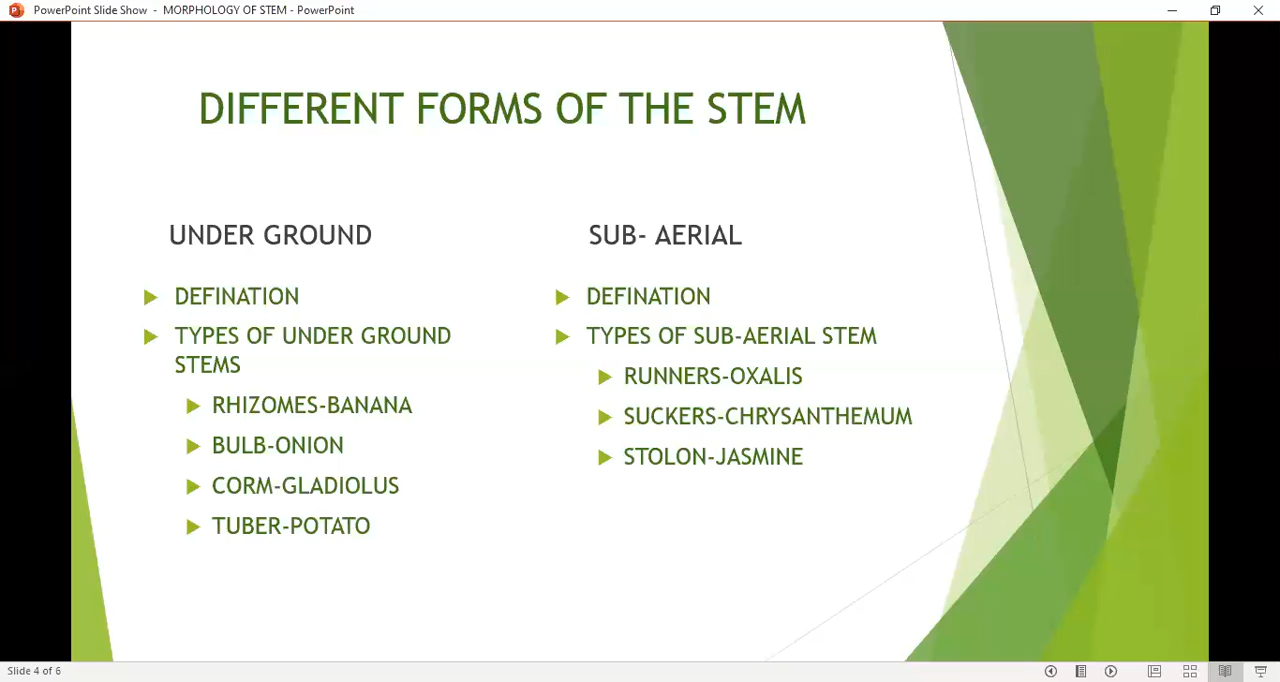 PowerPoint Slide Show - MORPHOLOGY OF STEM - PowerPoint
DIFFERENT FORMS OF THE STEM
UNDER GROUND
DEFINATION
TYPES OF UNDER GROUND
STEMS
RHIZOMES-BANANA
BULB-ONION
CORM-GLADIOLUS
TUBER-POTATO
SUB- AERIAL
DEFINATION
TYPES OF SUB-AERIAL STEM
RUNNERS-OXALIS
SUCKERS-CHRYSANTHEMUM
STOLON-JASMINE
Slide 4 of 6